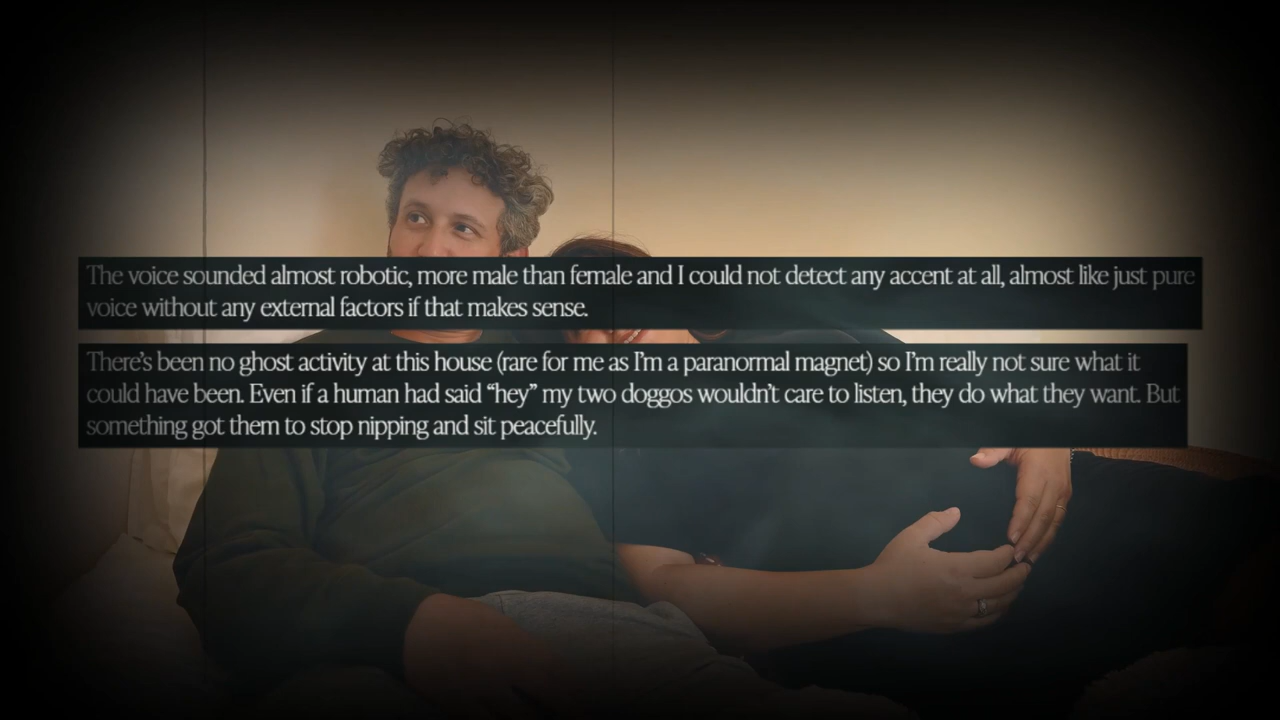 The voice sounded almost robotic, more male than female and I could not detect any accent at all, almost like just pure
voice without any external factors if that makes sense.
There’s been no ghost activity at this house (rare for me as I’m a paranormal magnet) so I’m really not sure what it
could have been. Even if a human had said “hey” my two doggos wouldn’t care to listen, they do what they want. But
something got them to stop nipping and sit peacefully.